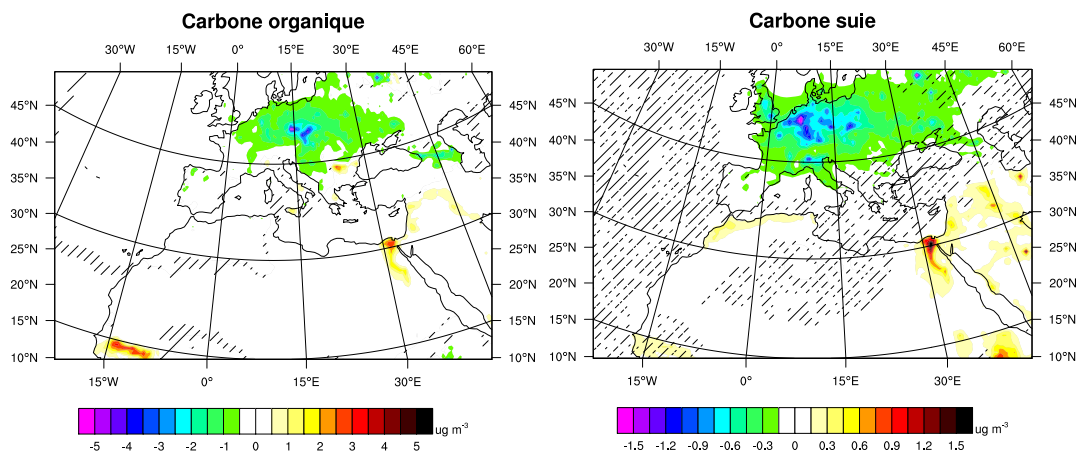 Carbone organique
30°W 15°W 0° 15°E 30°E 45°E 60°E
45°N 45°N
40°N 40°N
35°N 35°N
30°N 30°N
25°N 25°N
20°N 20°N
15°N 15°N
10°N 10°N
15°W 0° 15°E 30°E
-5 -4 -3 -2 -1 0 1 2 3 4 5
ug m-3
Carbone suie
30°W 15°W 0° 15°E 30°E 45°E 60°E
45°N 45°N
40°N 40°N
35°N 35°N
30°N 30°N
25°N 25°N
20°N 20°N
15°N 15°N
10°N 10°N
15°W 0° 15°E 30°E
-1.5 -1.2 -0.9 -0.6 -0.3 0 0.3 0.6 0.9 1.2 1.5
ug m-3